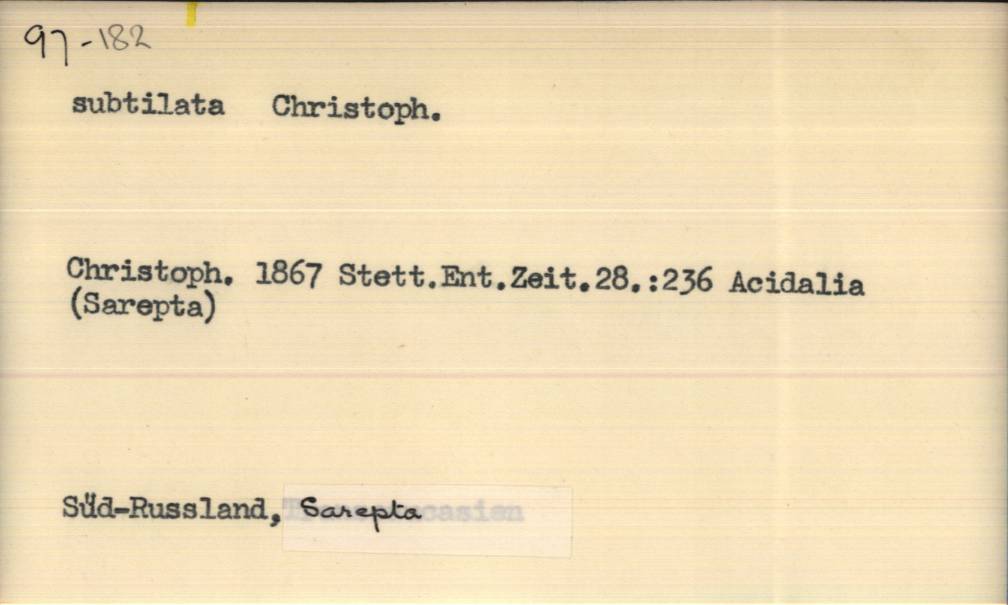 97-182
subtilata Christoph.
Christoph. 1867 Stett.Ent.Zeit.28.:236 Acidalia
(Sarepta)
Süd-Russland, Sarepta